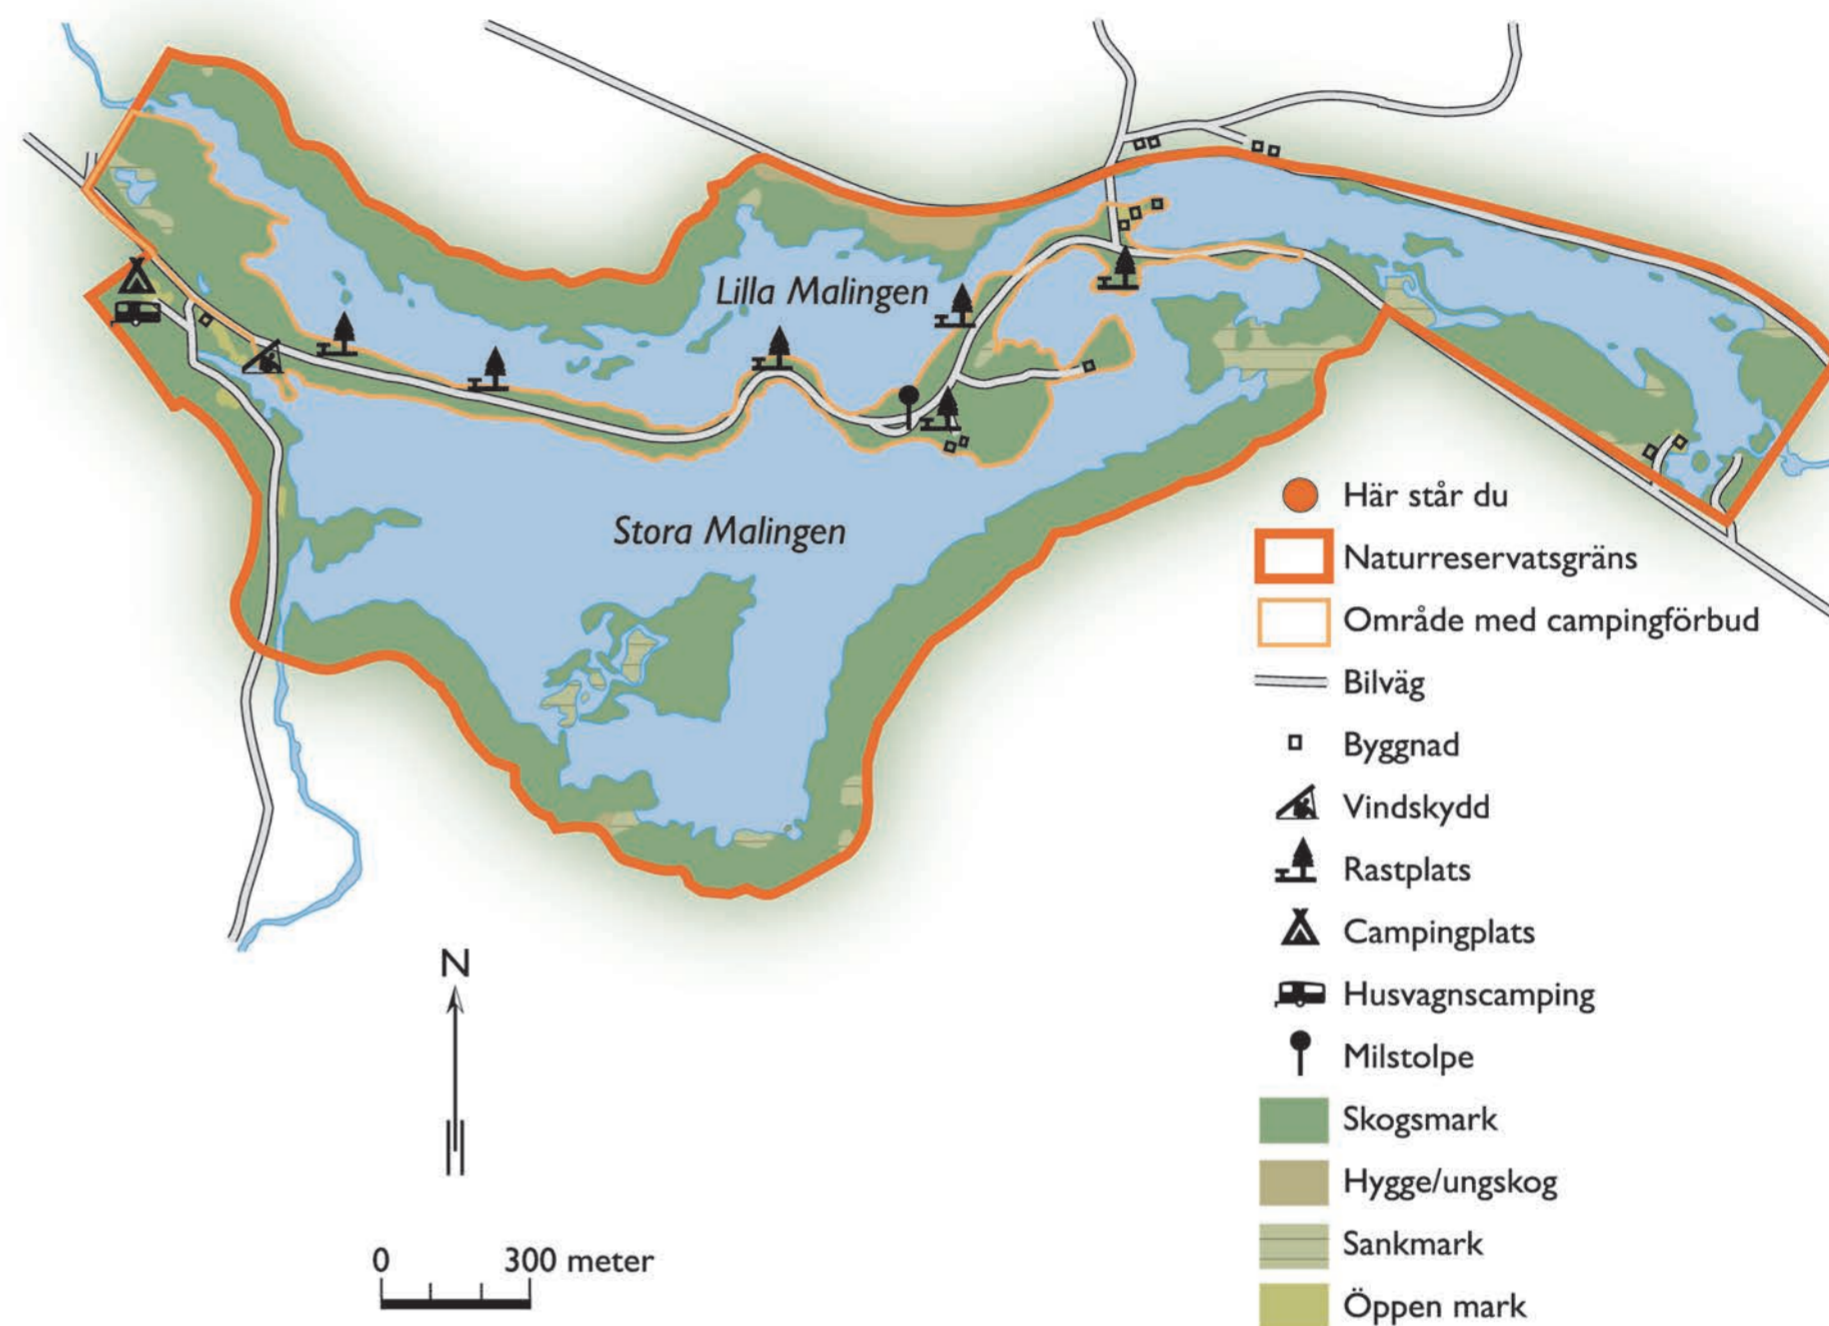 Lilla Malingen
Stora Malingen
Här står du
Naturreservatsgräns
Område med campingförbud
Bilväg
Byggnad
Vindskydd
Rastplats
Campingplats
Husvagnscamping
Milstolpe
Skogsmark
Hygge/ungskog
Sankmark
Öppen mark
N
0 300 meter